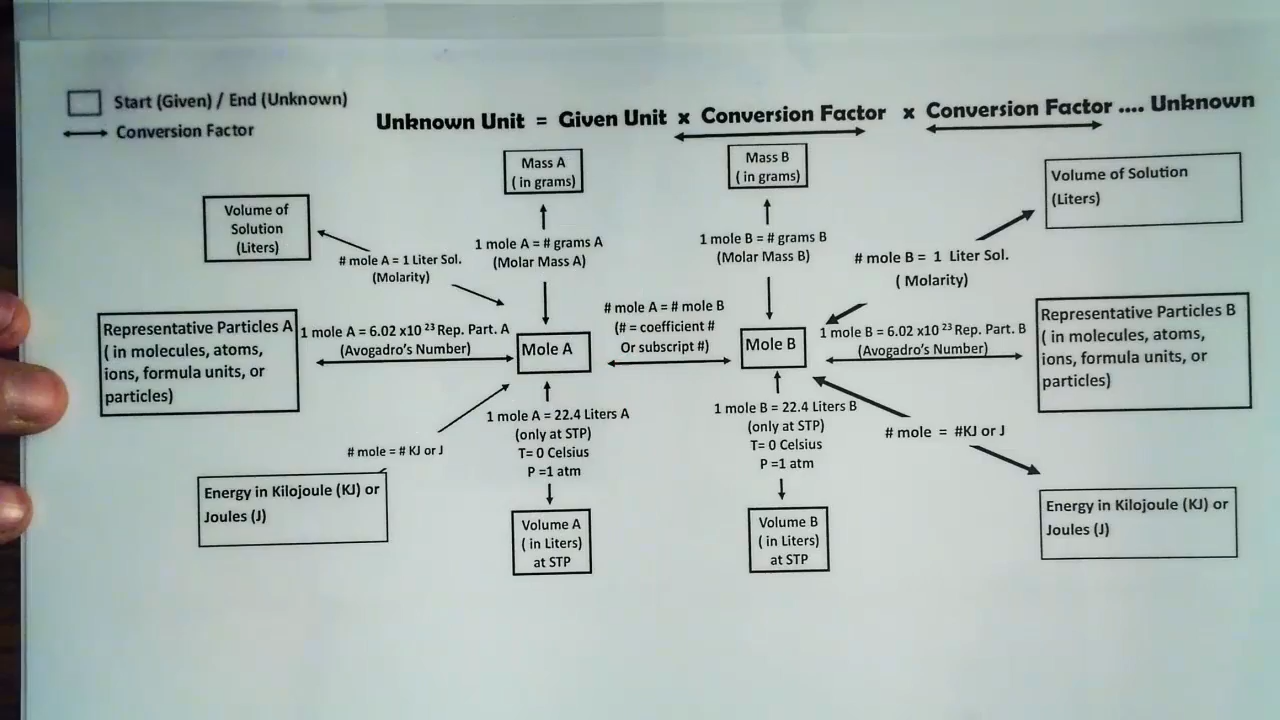 Start (Given) / End (Unknown)
Conversion Factor
Unknown Unit = Given Unit x Conversion Factor x Conversion Factor .... Unknown
Mass A
( in grams)
Mass B
( in grams)
Volume of Solution
(Liters)
Volume of
Solution
(Liters)
1 mole A = # grams A
(Molar Mass A)
1 mole B = # grams B
(Molar Mass B)
# mole A = 1 Liter Sol.
(Molarity)
# mole B = 1 Liter Sol.
( Molarity)
Representative Particles A
( in molecules, atoms,
ions, formula units, or
particles)
1 mole A = 6.02 x10 23 Rep. Part. A
(Avogadro's Number)
Mole A
# mole A = # mole B
(# = coefficient #
Or subscript #)
Mole B
1 mole B = 6.02 x10 23 Rep. Part. B
(Avogadro's Number)
Representative Particles B
( in molecules, atoms,
ions, formula units, or
particles)
# mole = # KJ or J
1 mole A = 22.4 Liters A
(only at STP)
T= 0 Celsius
P =1 atm
1 mole B = 22.4 Liters B
(only at STP)
T= 0 Celsius
P =1 atm
# mole = #KJ or J
Energy in Kilojoule (KJ) or
Joules (J)
Volume A
( in Liters)
at STP
Volume B
( in Liters)
at STP
Energy in Kilojoule (KJ) or
Joules (J)